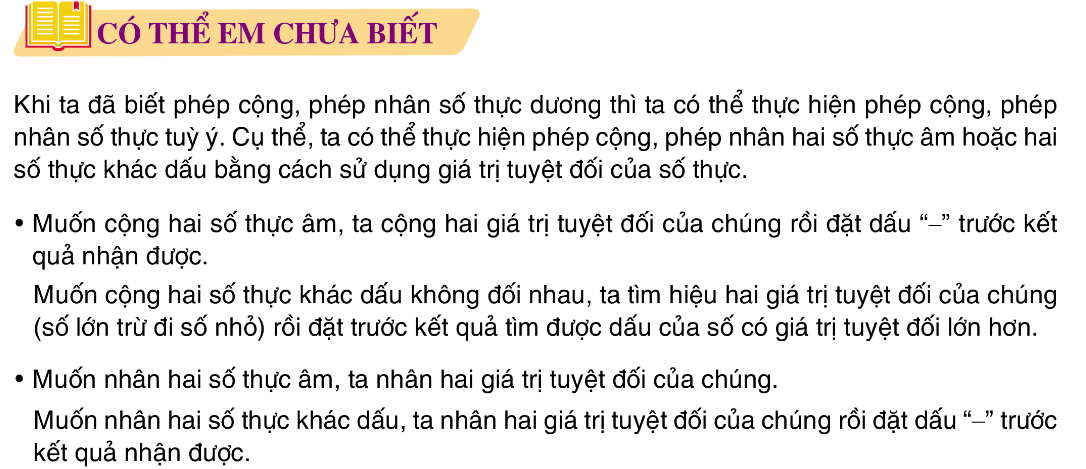 CÓ THỂ EM CHƯA BIẾT
Khi ta đã biết phép cộng, phép nhân số thực dương thì ta có thể thực hiện phép cộng, phép
nhân số thực tuỳ ý. Cụ thể, ta có thể thực hiện phép cộng, phép nhân hai số thực âm hoặc hai
số thực khác dấu bằng cách sử dụng giá trị tuyệt đối của số thực.
• Muốn cộng hai số thực âm, ta cộng hai giá trị tuyệt đối của chúng rồi đặt dấu “–” trước kết
quả nhận được.
Muốn cộng hai số thực khác dấu không đối nhau, ta tìm hiệu hai giá trị tuyệt đối của chúng
(số lớn trừ đi số nhỏ) rồi đặt trước kết quả tìm được dấu của số có giá trị tuyệt đối lớn hơn.
• Muốn nhân hai số thực âm, ta nhân hai giá trị tuyệt đối của chúng.
Muốn nhân hai số thực khác dấu, ta nhân hai giá trị tuyệt đối của chúng rồi đặt dấu “–” trước
kết quả nhận được.